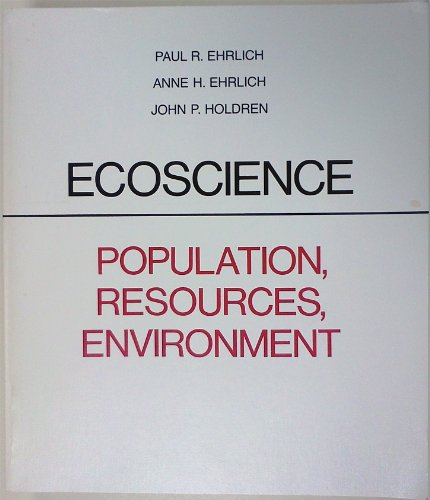 PAUL R. EHRLICH
ANNE H. EHRLICH
JOHN P. HOLDREN
ECOSCIENCE
POPULATION,
RESOURCES,
ENVIRONMENT